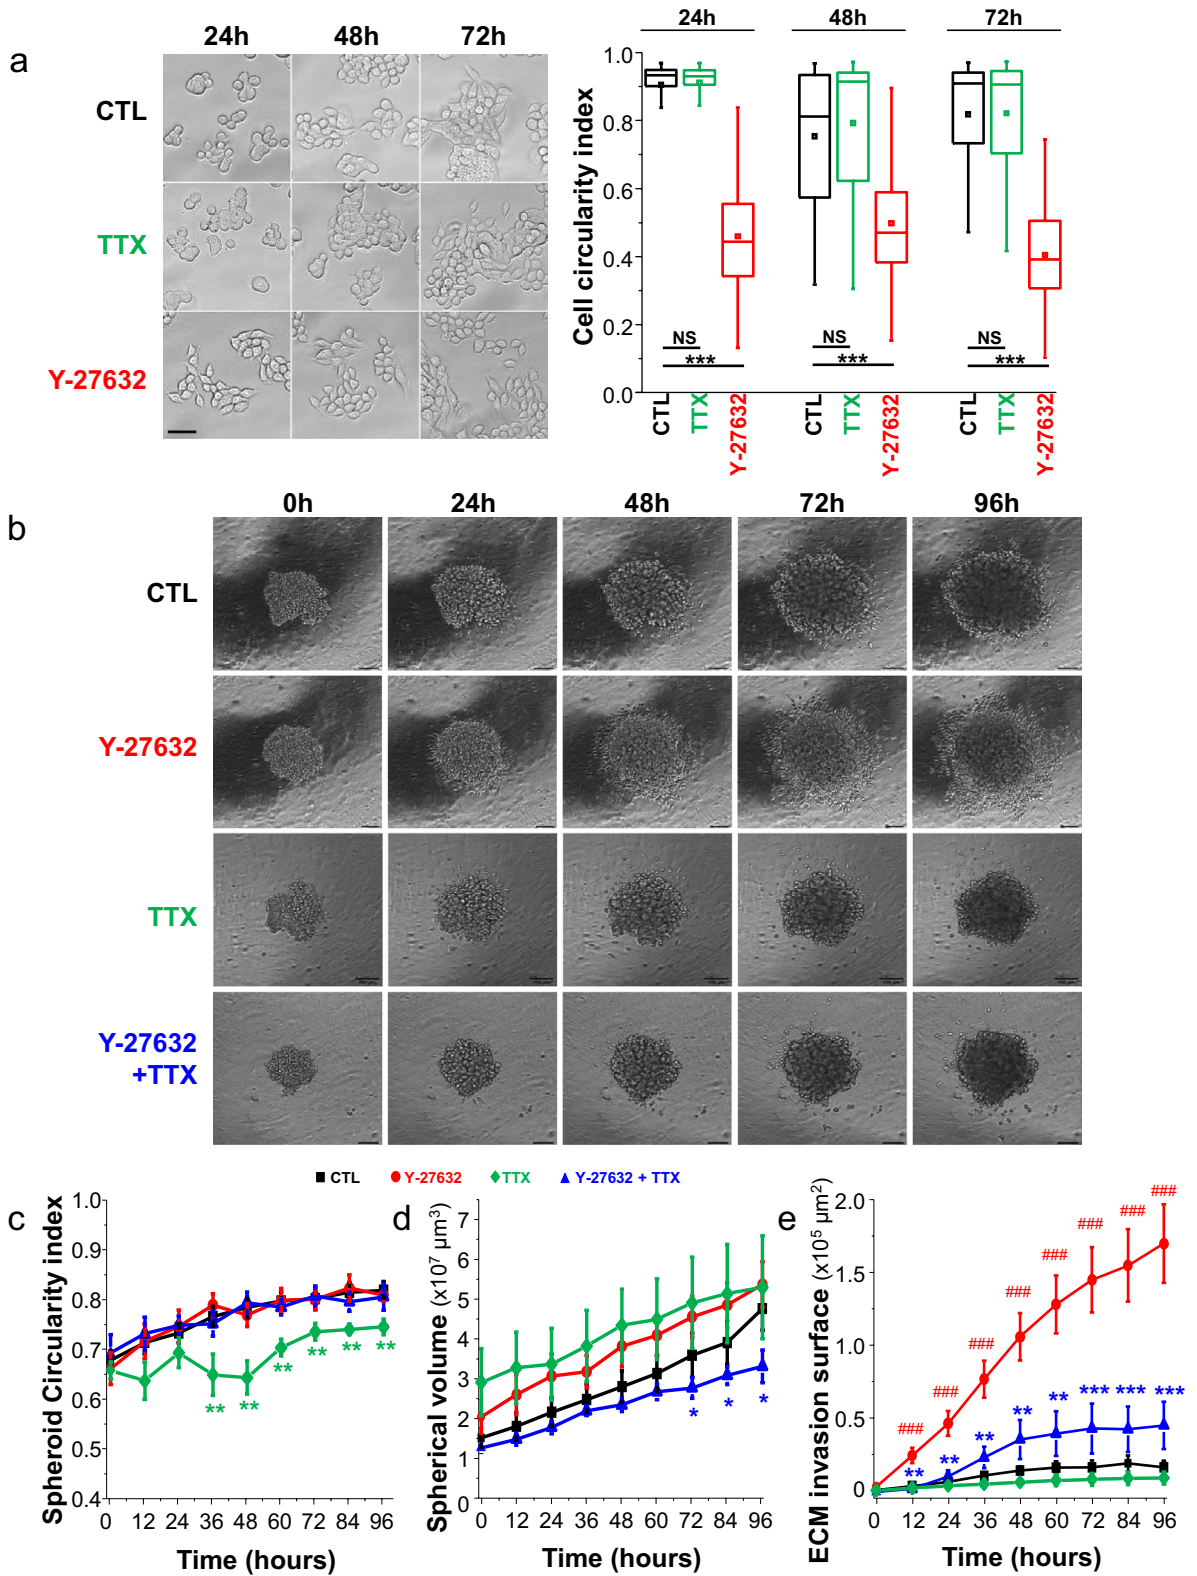 a
24h
48h
72h
CTL
TTX
Y-27632
24h
48h
72h
Cell circularity index
1.0
0.8
0.6
0.4
0.2
0.0
NS
***
NS
***
NS
***
CTL
TTX
Y-27632
CTL
TTX
Y-27632
CTL
TTX
Y-27632
b
0h
24h
48h
72h
96h
CTL
Y-27632
TTX
Y-27632
+TTX
CTL
Y-27632
TTX
Y-27632 + TTX
c
Spheroid Circularity index
1.0
0.9
0.8
0.7
0.6
0.5
0.4
** ** ** ** ** **
0 12 24 36 48 60 72 84 96
Time (hours)
d
Spherical volume (x10⁷ µm³)
7
6
5
4
3
2
1
0
* * *
0 12 24 36 48 60 72 84 96
Time (hours)
e
ECM invasion surface (x10⁵ µm²)
2.0
1.5
1.0
0.5
0
### ### ### ### ### ### ### ###
** ** ** ** ** *** *** ***
0 12 24 36 48 60 72 84 96
Time (hours)